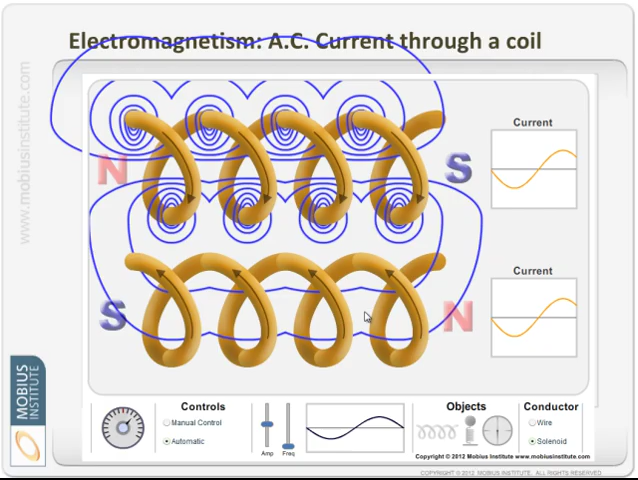 Electromagnetism: A.C. Current through a coil
www.mobiusinstitute.com
Current
N
S
Current
S
N
MOBIUS
INSTITUTE
Controls
Manual Control
Automatic
Amp
Freq
Objects
Conductor
Wire
Solenoid
Copyright © 2012 Mobius Institute www.mobiusinstitute.com
COPYRIGHT © 2012 MOBIUS INSTITUTE. ALL RIGHTS RESERVED.